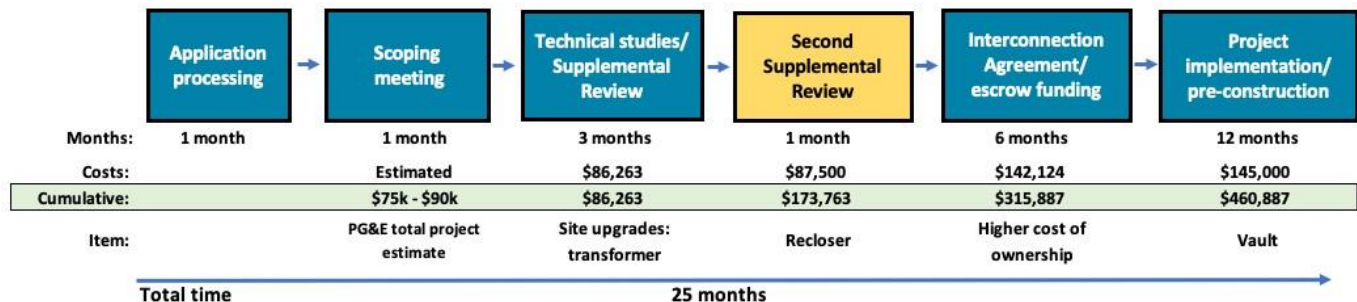 Application
processing
Scoping
meeting
Technical studies/
Supplemental
Review
Second
Supplemental
Review
Interconnection
Agreement/
escrow funding
Project
implementation/
pre-construction
Months: 1 month 1 month 3 months 1 month 6 months 12 months
Costs: Estimated $86,263 $87,500 $142,124 $145,000
Cumulative: $75k - $90k $86,263 $173,763 $315,887 $460,887
Item:
PG&E total project
estimate
Site upgrades:
transformer
Recloser
Higher cost of
ownership
Vault
Total time 25 months